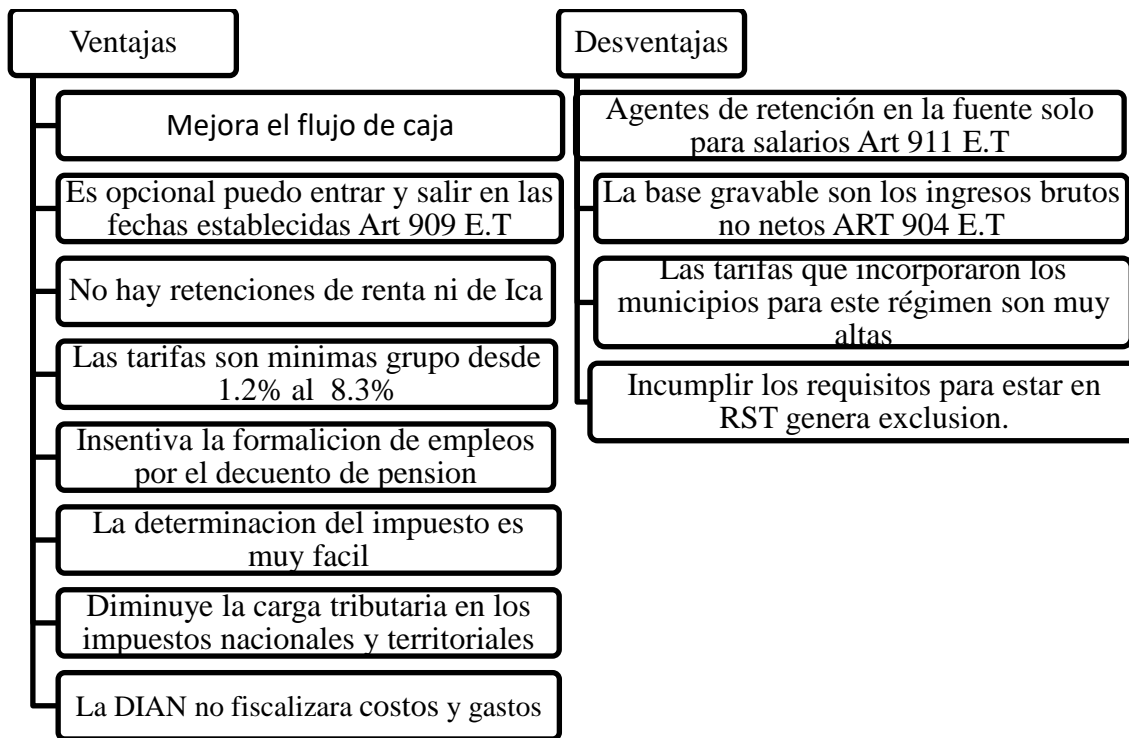 Ventajas
Mejora el flujo de caja
Es opcional puedo entrar y salir en las
fechas establecidas Art 909 E.T
No hay retenciones de renta ni de Ica
Las tarifas son minimas grupo desde
1.2% al 8.3%
Insentiva la formalicion de empleos
por el decuento de pension
La determinacion del impuesto es
muy facil
Diminuye la carga tributaria en los
impuestos nacionales y territoriales
La DIAN no fiscalizara costos y gastos
Desventajas
Agentes de retención en la fuente solo
para salarios Art 911 E.T
La base gravable son los ingresos brutos
no netos ART 904 E.T
Las tarifas que incorporaron los
municipios para este régimen son muy
altas
Incumplir los requisitos para estar en
RST genera exclusion.